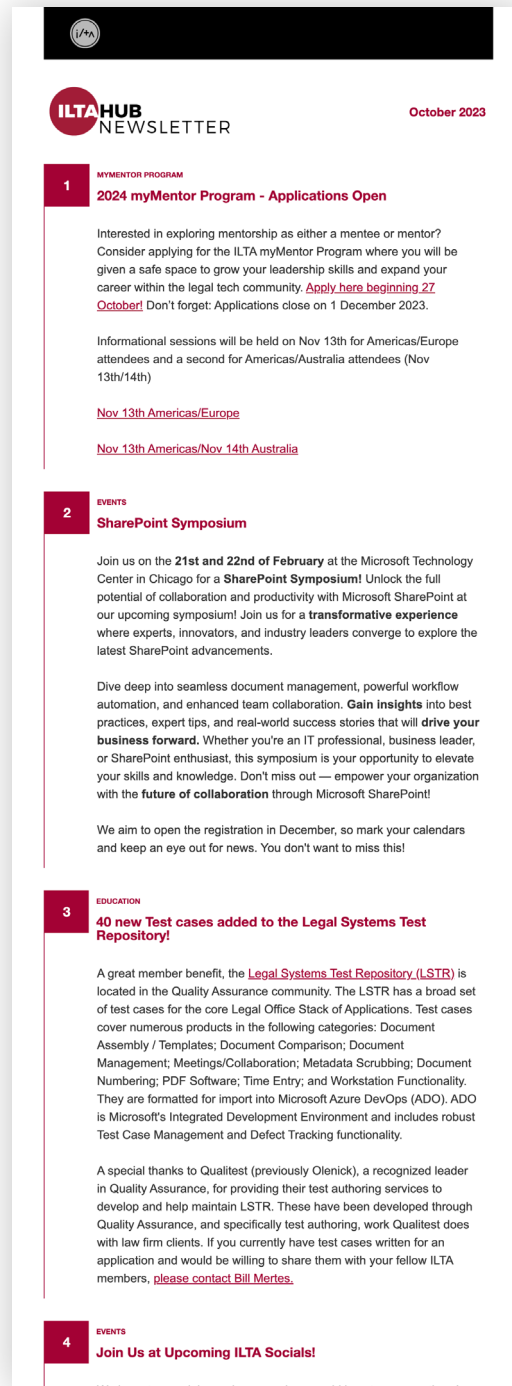 i/+Λ
ILTAHUB
NEWSLETTER
October 2023
1
MYMENTOR PROGRAM
2024 myMentor Program - Applications Open
Interested in exploring mentorship as either a mentee or mentor?
Consider applying for the ILTA myMentor Program where you will be
given a safe space to grow your leadership skills and expand your
career within the legal tech community. Apply here beginning 27
October! Don't forget: Applications close on 1 December 2023.
Informational sessions will be held on Nov 13th for Americas/Europe
attendees and a second for Americas/Australia attendees (Nov
13th/14th)
Nov 13th Americas/Europe
Nov 13th Americas/Nov 14th Australia
2
EVENTS
SharePoint Symposium
Join us on the 21st and 22nd of February at the Microsoft Technology
Center in Chicago for a SharePoint Symposium! Unlock the full
potential of collaboration and productivity with Microsoft SharePoint at
our upcoming symposium! Join us for a transformative experience
where experts, innovators, and industry leaders converge to explore the
latest SharePoint advancements.
Dive deep into seamless document management, powerful workflow
automation, and enhanced team collaboration. Gain insights into best
practices, expert tips, and real-world success stories that will drive your
business forward. Whether you're an IT professional, business leader,
or SharePoint enthusiast, this symposium is your opportunity to elevate
your skills and knowledge. Don't miss out — empower your organization
with the future of collaboration through Microsoft SharePoint!
We aim to open the registration in December, so mark your calendars
and keep an eye out for news. You don't want to miss this!
3
EDUCATION
40 new Test cases added to the Legal Systems Test
Repository!
A great member benefit, the Legal Systems Test Repository (LSTR) is
located in the Quality Assurance community. The LSTR has a broad set
of test cases for the core Legal Office Stack of Applications. Test cases
cover numerous products in the following categories: Document
Assembly / Templates; Document Comparison; Document
Management; Meetings/Collaboration; Metadata Scrubbing; Document
Numbering; PDF Software; Time Entry; and Workstation Functionality.
They are formatted for import into Microsoft Azure DevOps (ADO). ADO
is Microsoft's Integrated Development Environment and includes robust
Test Case Management and Defect Tracking functionality.
A special thanks to Qualitest (previously Olenick), a recognized leader
in Quality Assurance, for providing their test authoring services to
develop and help maintain LSTR. These have been developed through
Quality Assurance, and specifically test authoring, work Qualitest does
with law firm clients. If you currently have test cases written for an
application and would be willing to share them with your fellow ILTA
members, please contact Bill Mertes.
4
EVENTS
Join Us at Upcoming ILTA Socials!